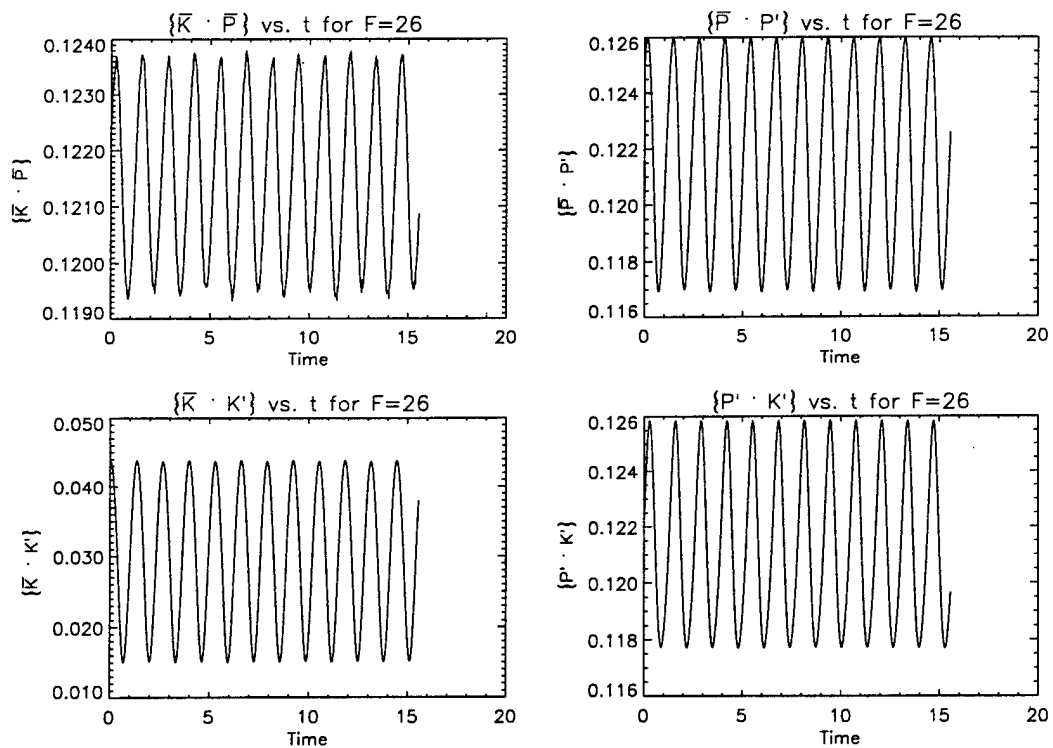 {K̅ · P̅} vs. t for F=26
0.1240
0.1230
0.1220
0.1210
0.1200
0.1190
{K̅ · P̅}
0 5 10 15 20
Time
{P̅ · P'} vs. t for F=26
0.126
0.124
0.122
0.120
0.118
0.116
{P̅ · P'}
0 5 10 15 20
Time
{K̅ · K'} vs. t for F=26
0.050
0.040
0.030
0.020
0.010
{K̅ · K'}
0 5 10 15 20
Time
{P' · K'} vs. t for F=26
0.126
0.124
0.122
0.120
0.118
0.116
{P' · K'}
0 5 10 15 20
Time